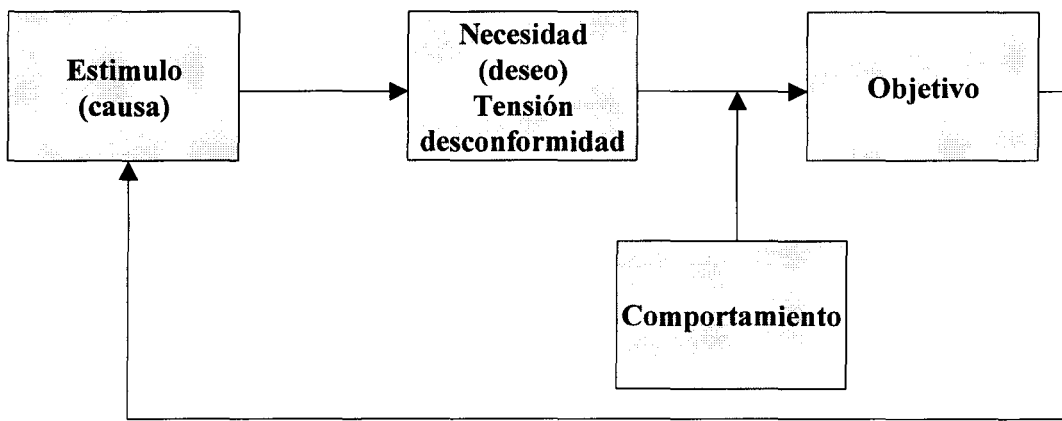 Estimulo
(causa)
Necesidad
(deseo)
Tensión
desconformidad
Objetivo
Comportamiento